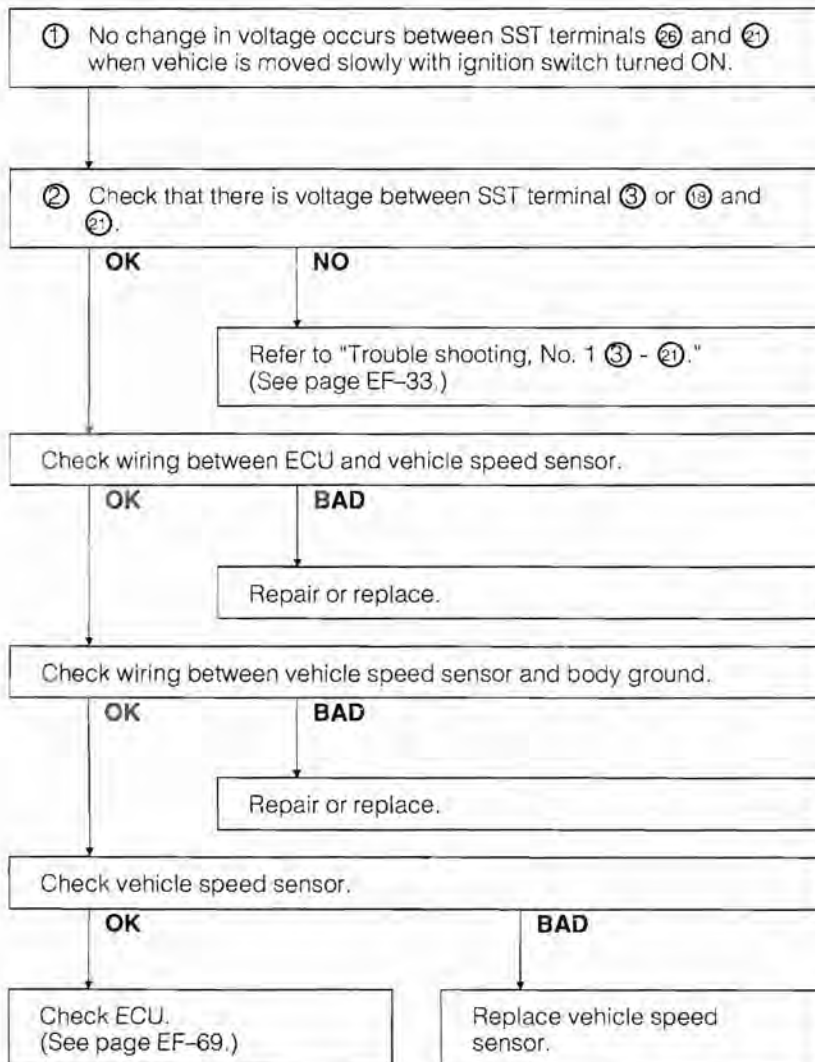 ① No change in voltage occurs between SST terminals ㉖ and ㉑
when vehicle is moved slowly with ignition switch turned ON.
② Check that there is voltage between SST terminal ③ or ⑱ and
㉑.
OK NO
Refer to "Trouble shooting, No. 1 ③ - ㉑."
(See page EF–33.)
Check wiring between ECU and vehicle speed sensor.
OK BAD
Repair or replace.
Check wiring between vehicle speed sensor and body ground.
OK BAD
Repair or replace.
Check vehicle speed sensor.
OK BAD
Check ECU.
(See page EF–69.)
Replace vehicle speed
sensor.